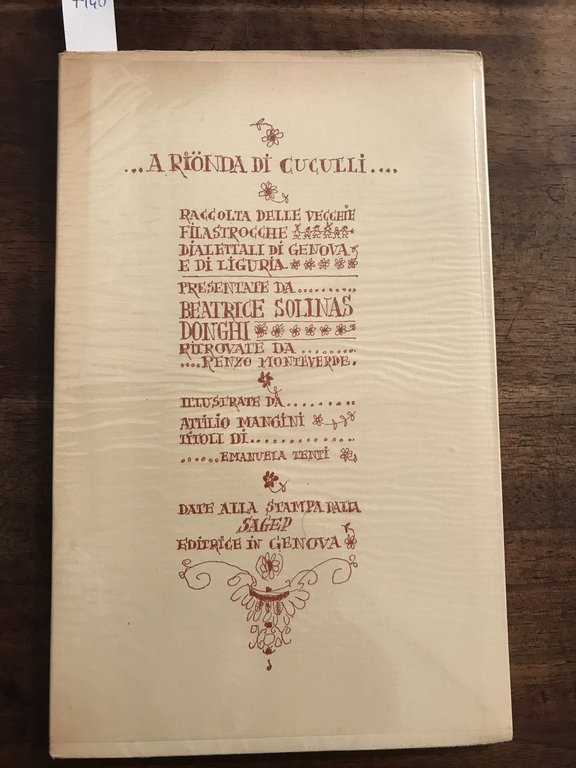 7740
... A RIÖNDA DI CUCULLI ....
RACCOLTA DELLE VECCHIE
FILASTROCCHE
DIALETTALI DI GENOVA
E DI LIGURIA
PRESENTATE DA..........
BEATRICE SOLINAS
DONGHI
RITROVATE DA ........
....RENZO MONTEVERDE.
ILLUSTRATE DA..........
ATTILIO MANGINI
TITOLI DI...............
......EMANUELA TENTI
DATE ALLA STAMPA DALLA
SAGEP
EDITRICE IN GENOVA